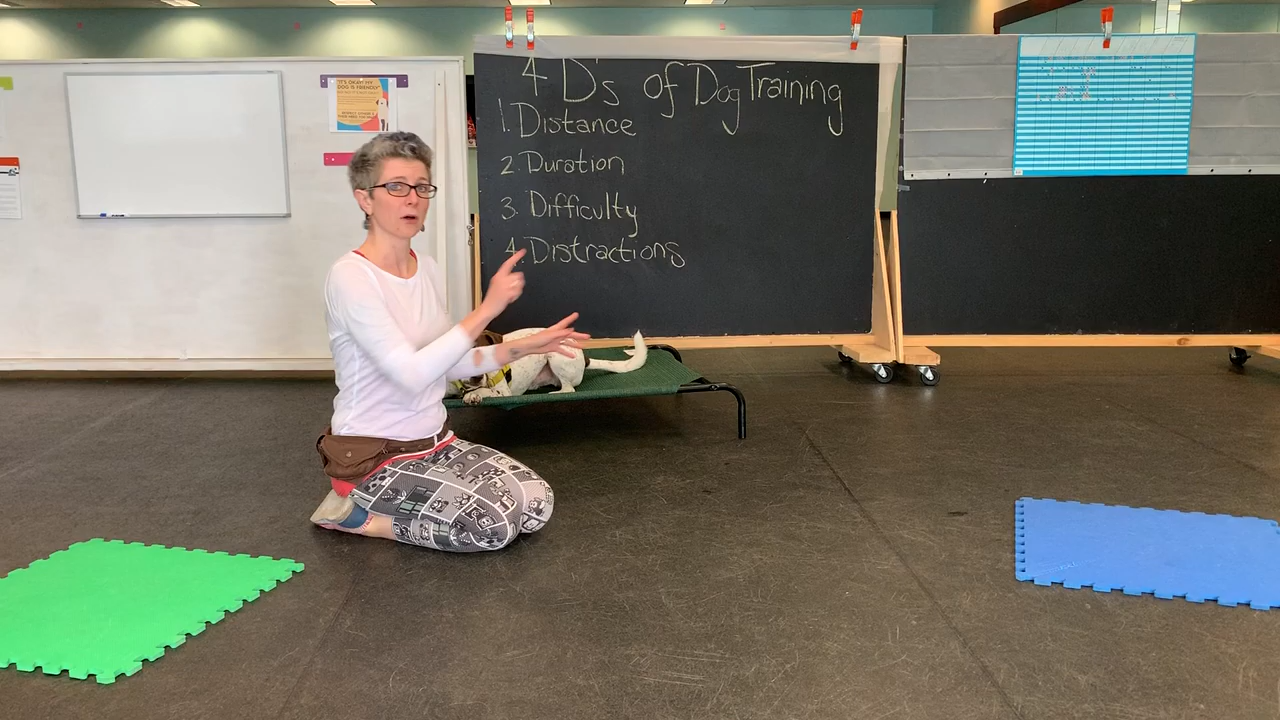 4 D's of Dog Training
1. Distance
2. Duration
3. Difficulty
4. Distractions
"IT'S OKAY! MY
DOG IS FRIENDLY"